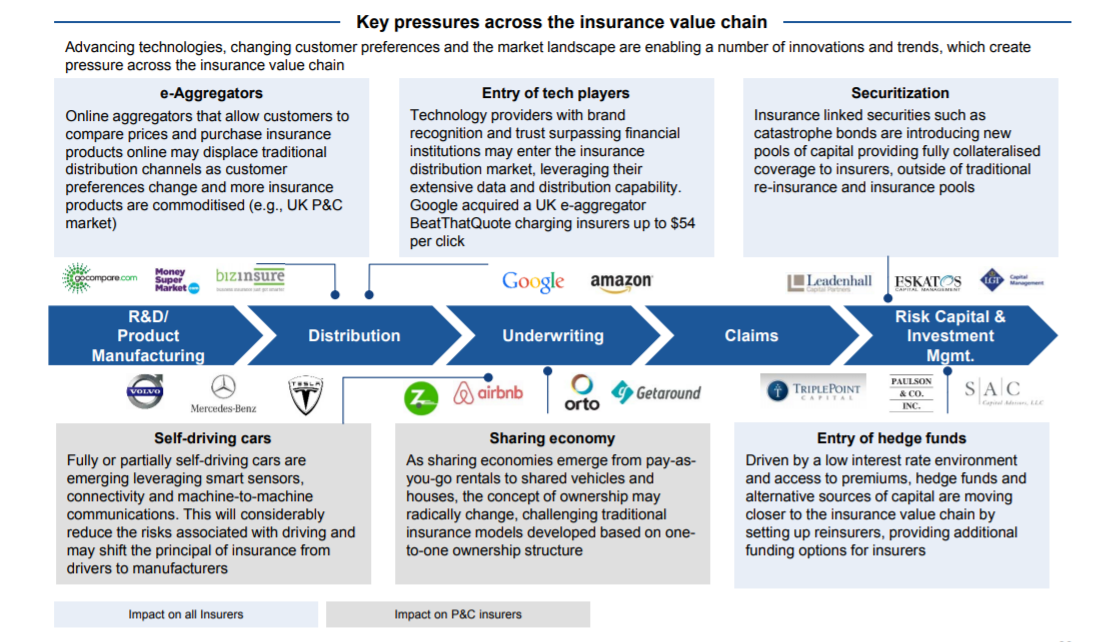 Key pressures across the insurance value chain
Advancing technologies, changing customer preferences and the market landscape are enabling a number of innovations and trends, which create
pressure across the insurance value chain
e-Aggregators
Online aggregators that allow customers to
compare prices and purchase insurance
products online may displace traditional
distribution channels as customer
preferences change and more insurance
products are commoditised (e.g., UK P&C
market)
Entry of tech players
Technology providers with brand
recognition and trust surpassing financial
institutions may enter the insurance
distribution market, leveraging their
extensive data and distribution capability.
Google acquired a UK e-aggregator
BeatThatQuote charging insurers up to $54
per click
Securitization
Insurance linked securities such as
catastrophe bonds are introducing new
pools of capital providing fully collateralised
coverage to insurers, outside of traditional
re-insurance and insurance pools
gocompare.com
Money
Super
Market
bizinsure
Google
amazon
Leadenhall
Capital Partners
ESKATOS
CAPITAL MANAGEMENT
LGT
Capital
Management
R&D/
Product
Manufacturing
Distribution
Underwriting
Claims
Risk Capital &
Investment
Mgmt.
VOLVO
Mercedes-Benz
TESLA
airbnb
orto
Getaround
TRIPLEPOINT
CAPITAL
PAULSON
& CO.
INC.
S|A|C
Capital Advisors, LLC
Self-driving cars
Fully or partially self-driving cars are
emerging leveraging smart sensors,
connectivity and machine-to-machine
communications. This will considerably
reduce the risks associated with driving and
may shift the principal of insurance from
drivers to manufacturers
Sharing economy
As sharing economies emerge from pay-as-
you-go rentals to shared vehicles and
houses, the concept of ownership may
radically change, challenging traditional
insurance models developed based on one-
to-one ownership structure
Entry of hedge funds
Driven by a low interest rate environment
and access to premiums, hedge funds and
alternative sources of capital are moving
closer to the insurance value chain by
setting up reinsurers, providing additional
funding options for insurers
Impact on all Insurers
Impact on P&C insurers